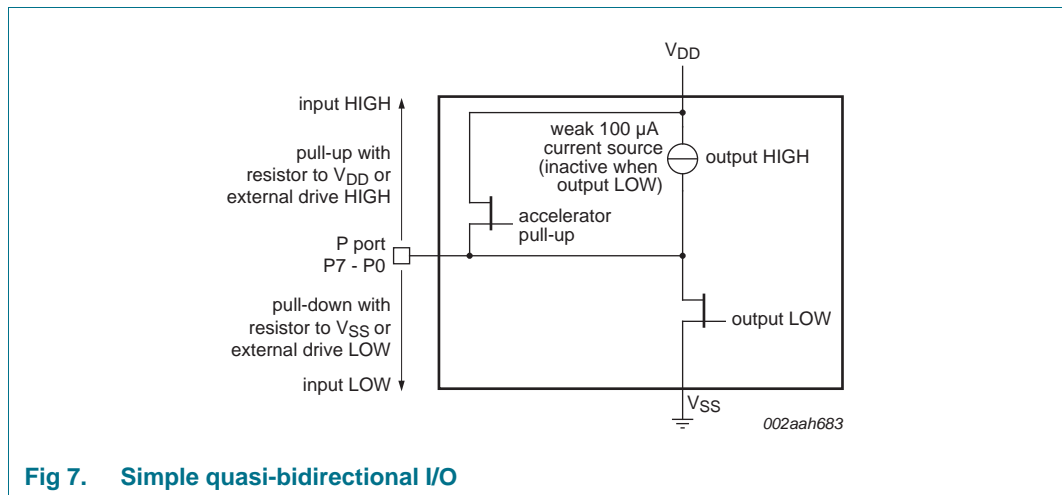 VDD
input HIGH
pull-up with
resistor to VDD or
external drive HIGH
weak 100 µA
current source
(inactive when
output LOW)
output HIGH
accelerator
pull-up
P port
P7 - P0
pull-down with
resistor to VSS or
external drive LOW
input LOW
output LOW
VSS
002aah683
Fig 7. Simple quasi-bidirectional I/O